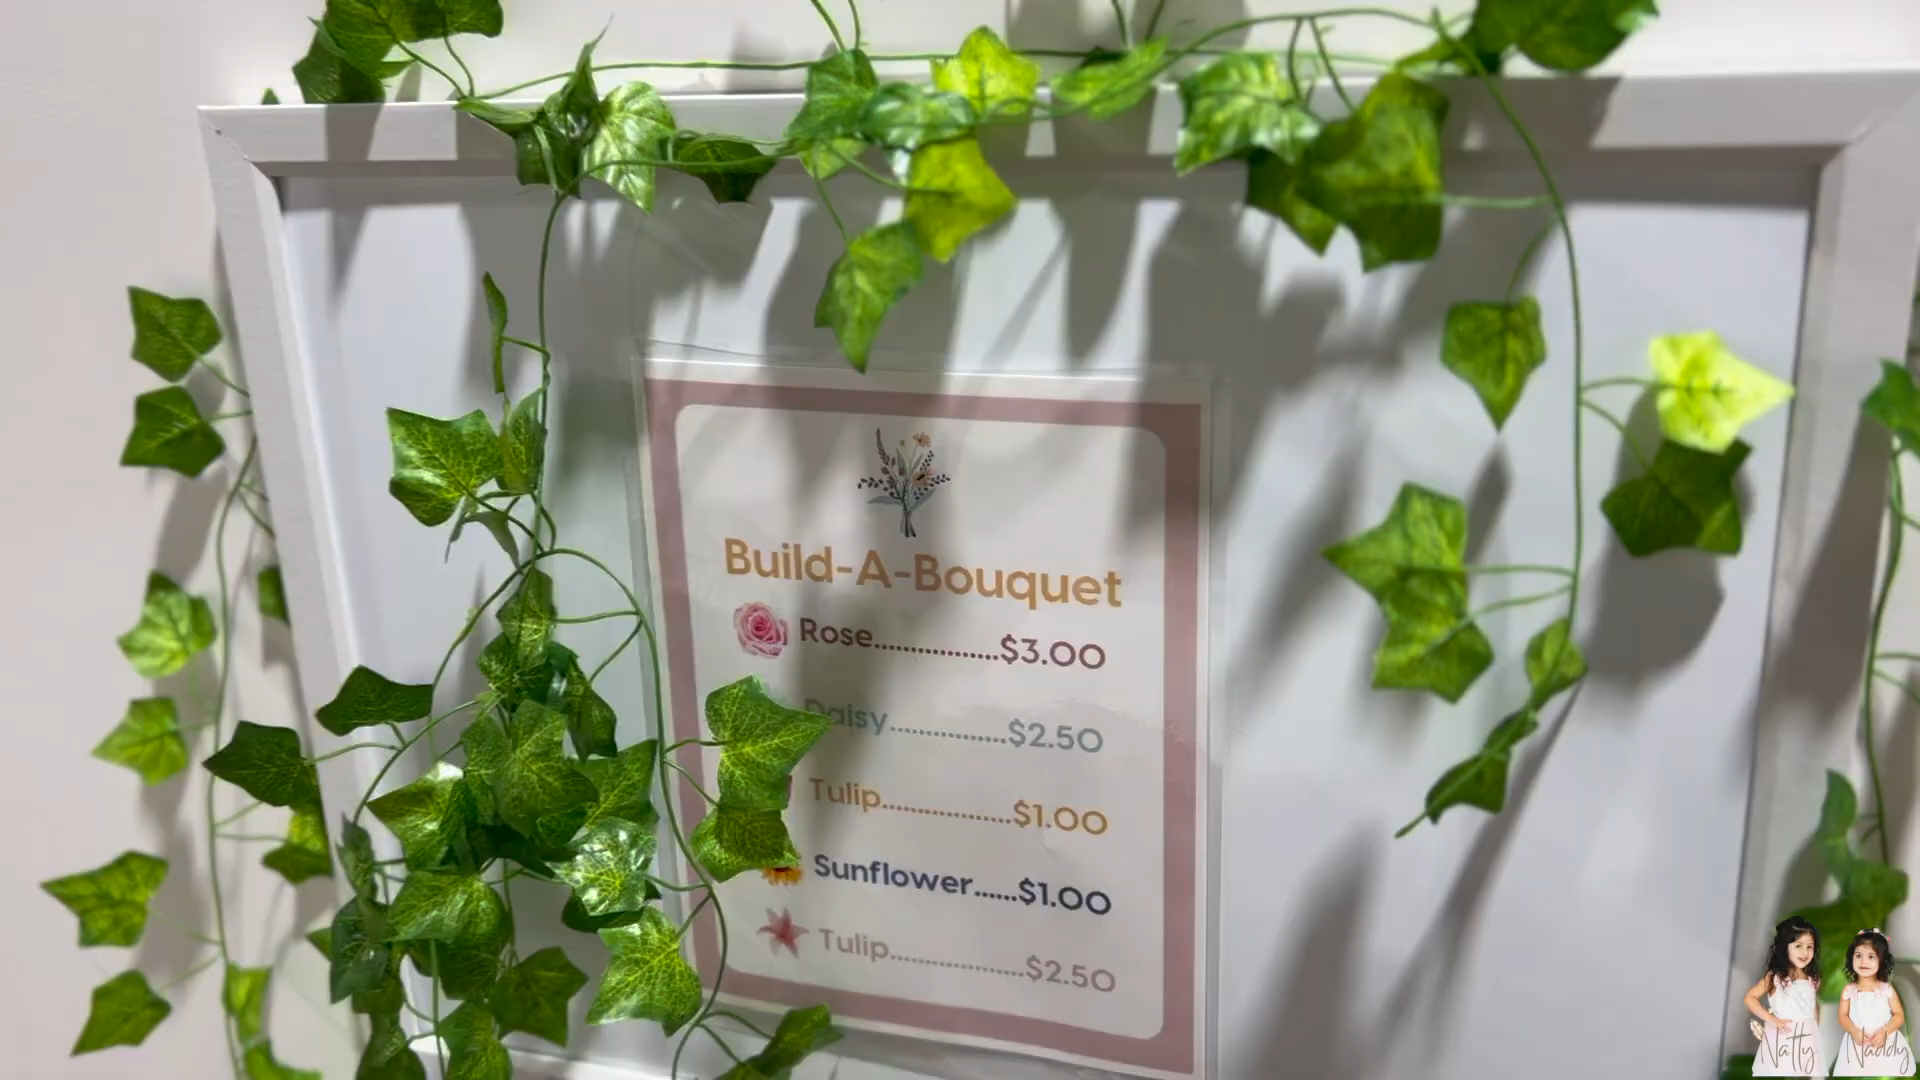 Build-A-Bouquet
Rose.................$3.00
Daisy................$2.50
Tulip..................$1.00
Sunflower......$1.00
Tulip...................$2.50
Natty Naddy